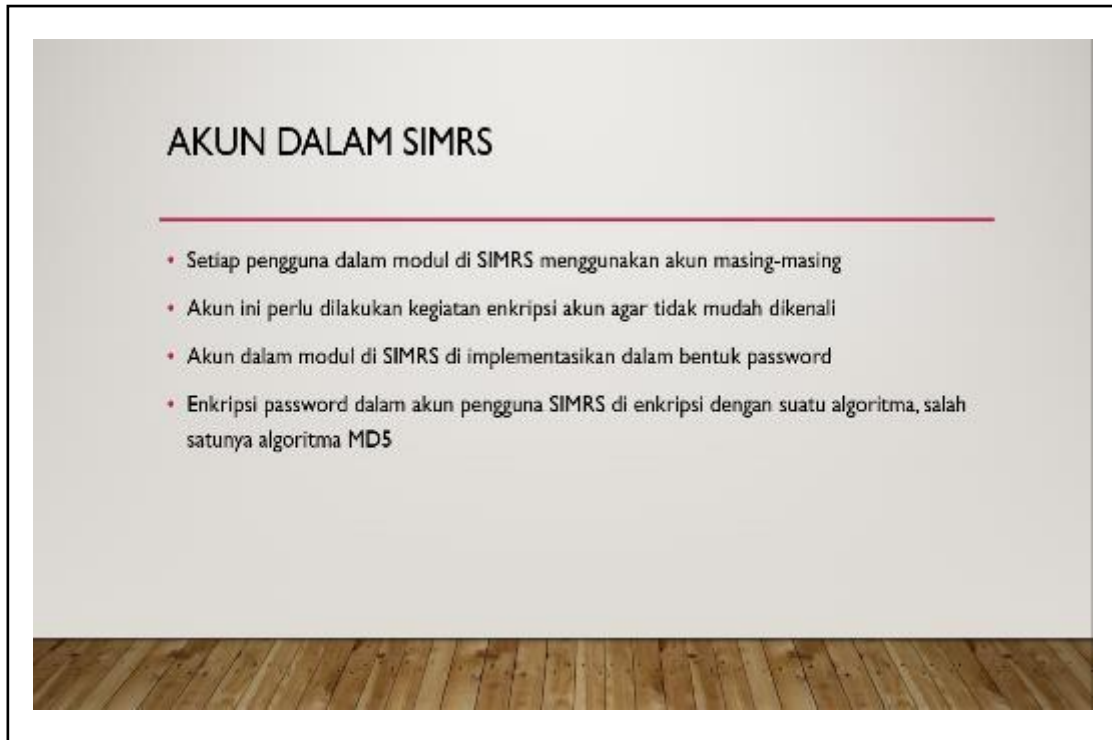 AKUN DALAM SIMRS
• Setiap pengguna dalam modul di SIMRS menggunakan akun masing-masing
• Akun ini perlu dilakukan kegiatan enkripsi akun agar tidak mudah dikenali
• Akun dalam modul di SIMRS di implementasikan dalam bentuk password
• Enkripsi password dalam akun pengguna SIMRS di enkripsi dengan suatu algoritma, salah
satunya algoritma MD5